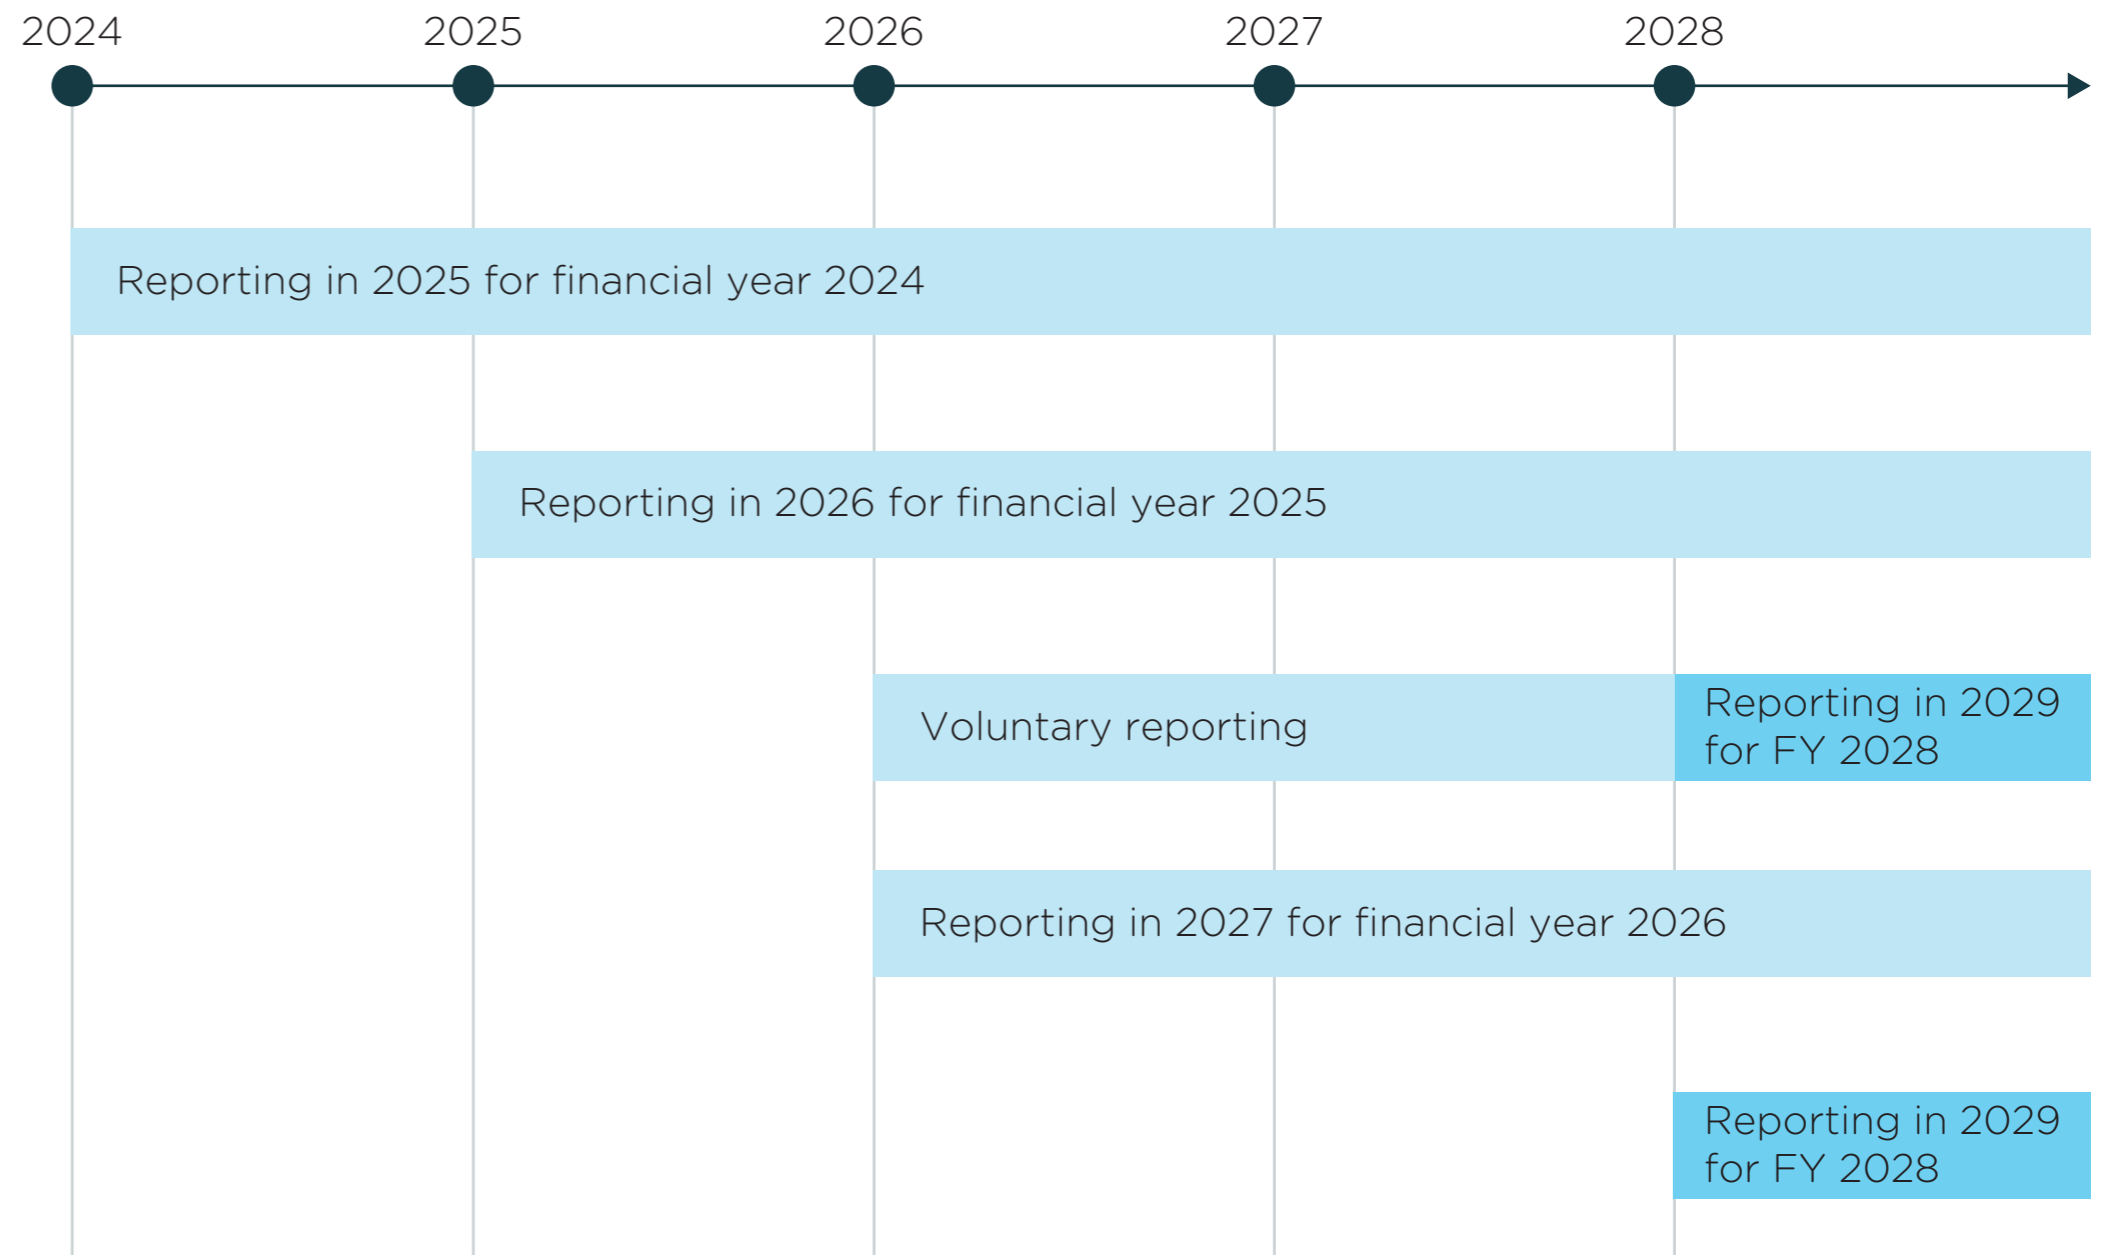 2024 2025 2026 2027 2028
Reporting in 2025 for financial year 2024
Reporting in 2026 for financial year 2025
Voluntary reporting
Reporting in 2029
for FY 2028
Reporting in 2027 for financial year 2026
Reporting in 2029
for FY 2028